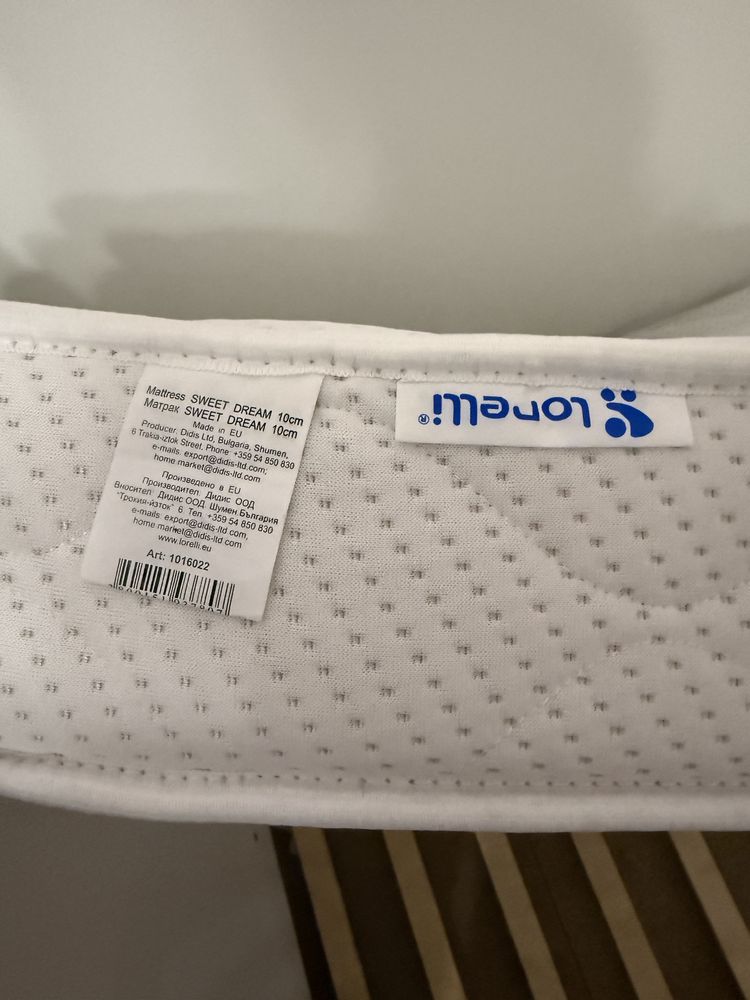 Mattress SWEET DREAM 10cm
Матрак SWEET DREAM 10cm
Made in EU
Producer. Didis Ltd, Bulgaria, Shumen,
6 Trakia-iztok Street, Phone +359 54 850 830
e-mails. export@didis-ltd.com;
home.market@didis-ltd.com
Произведено в EU
Производител Дидис ООД
Вносител Дидис ООД Шумен.България
"Тракия-изток" 6 Тел. +359 54 850 830
e-mails: export@didis-ltd.com,
home.market@didis-ltd.com
www.lorelli.eu
Art: 1016022
lorelli®